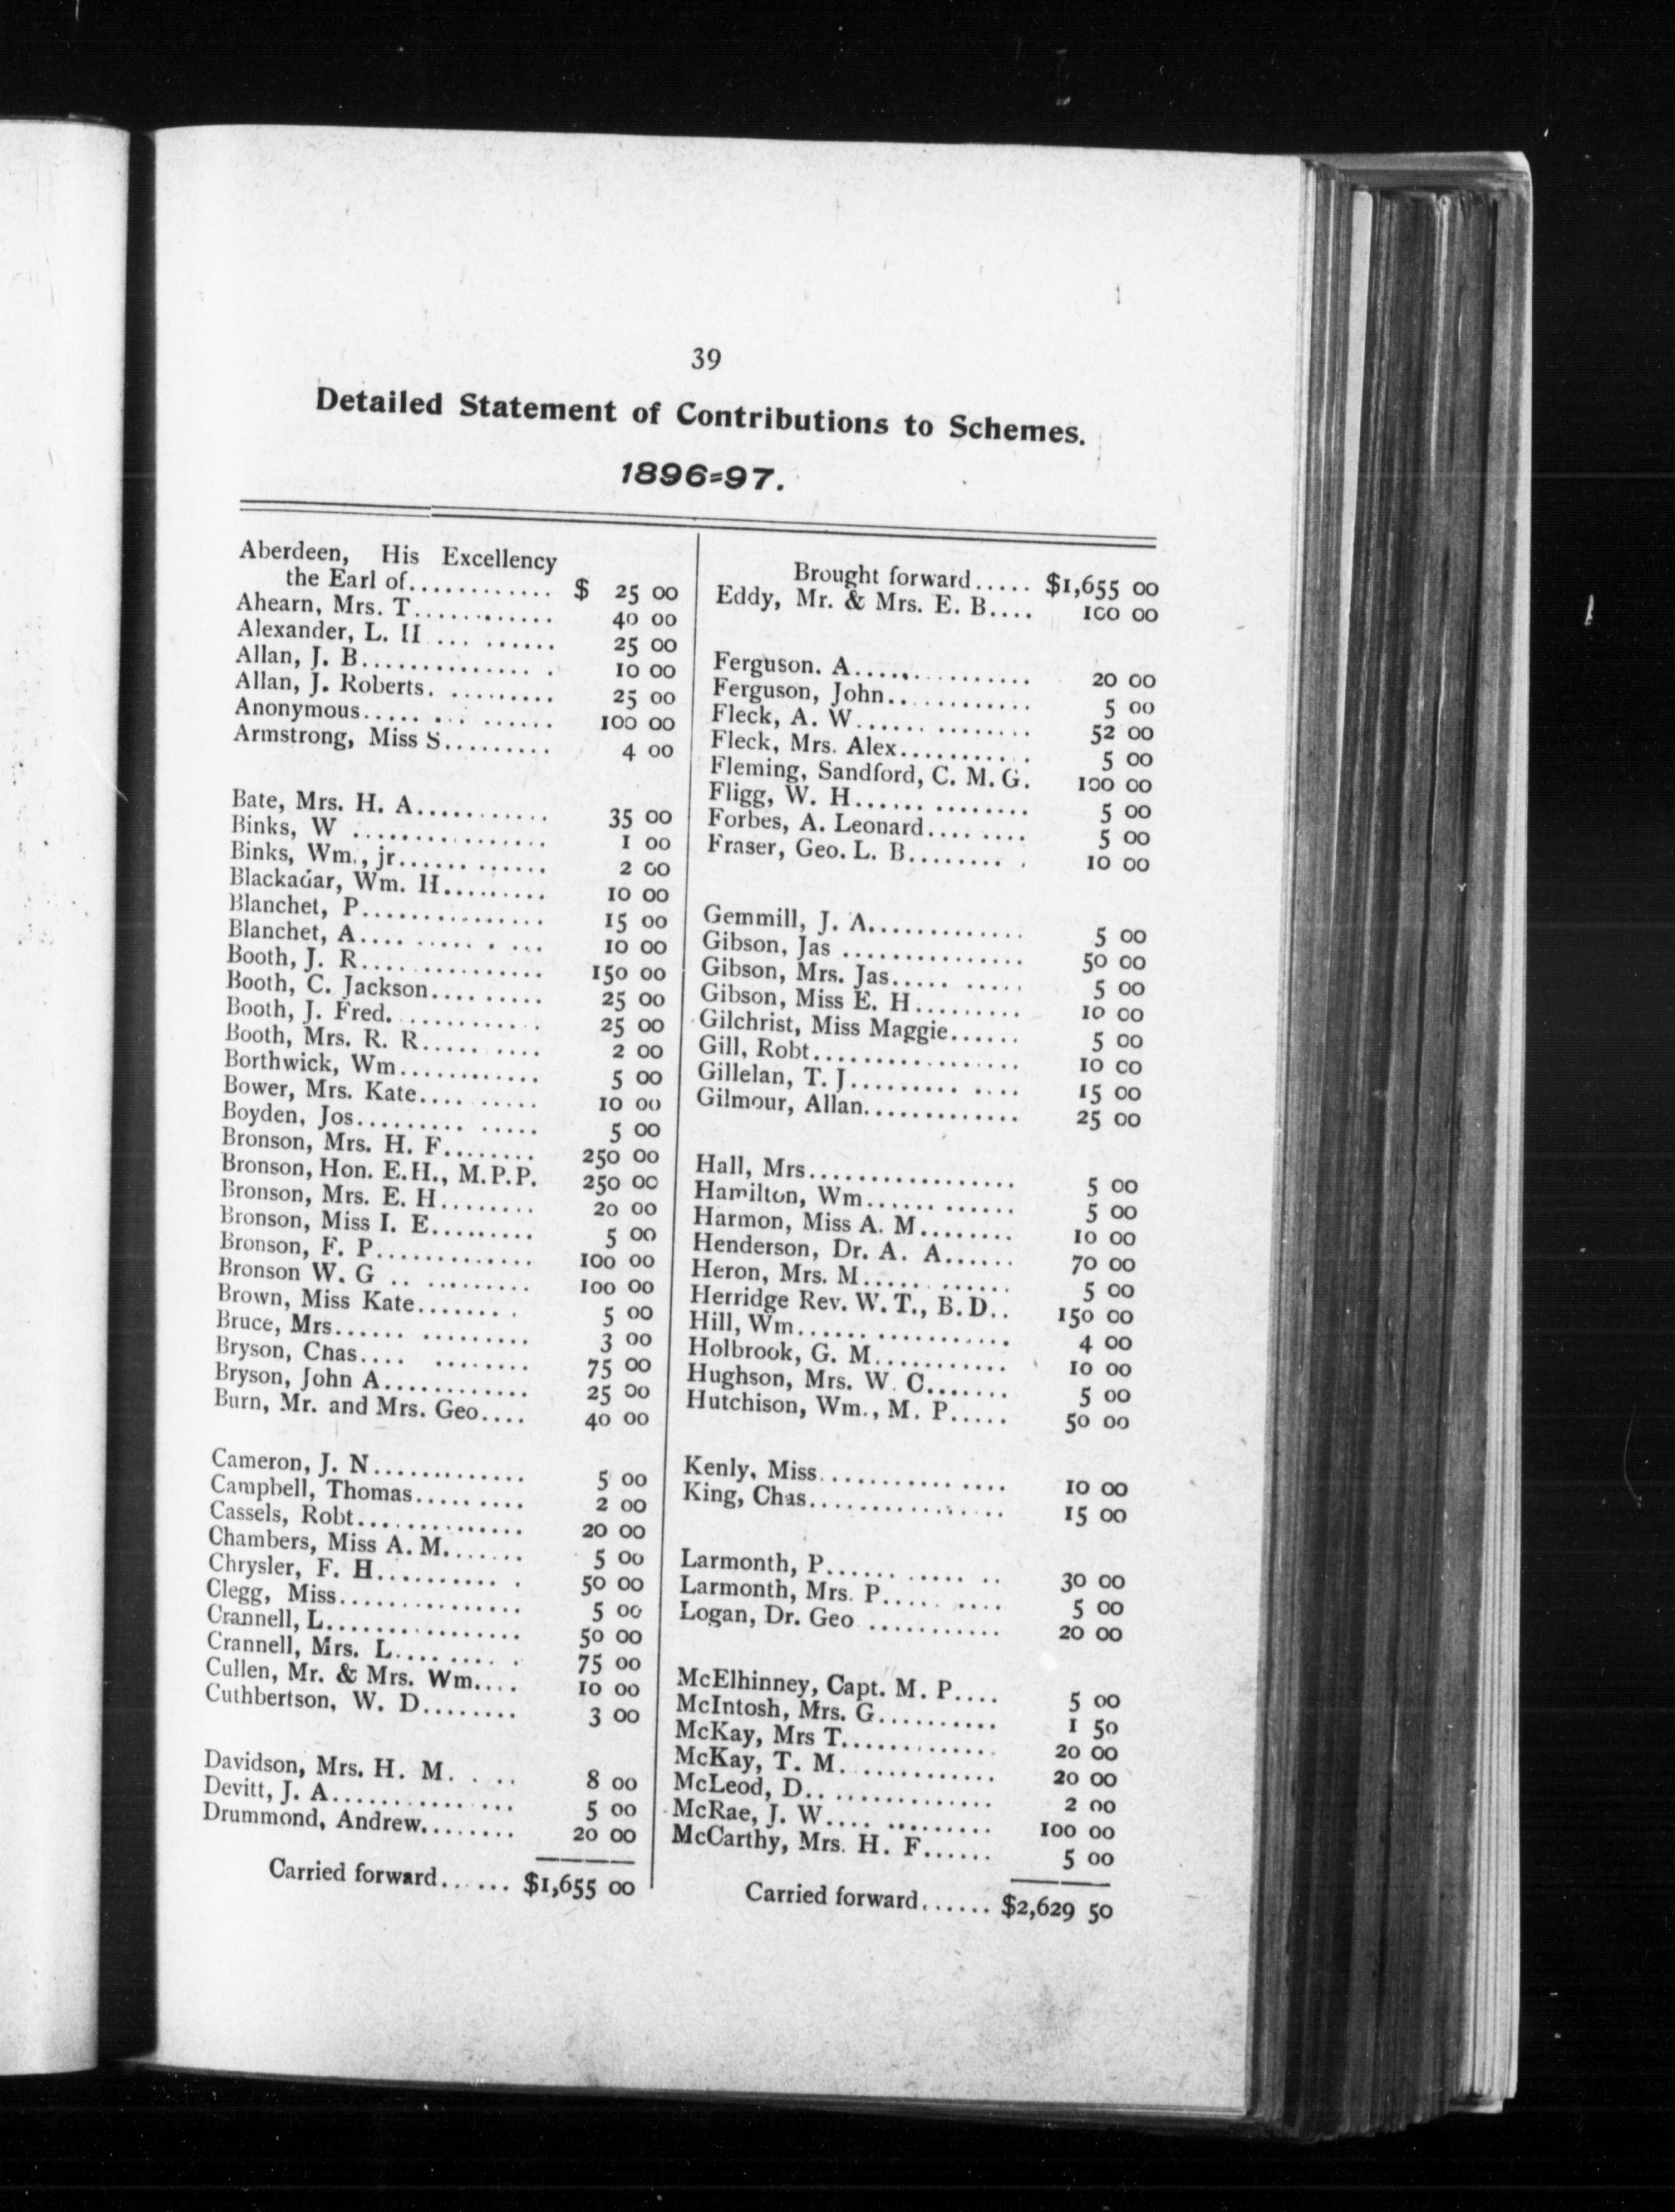 39
Detailed Statement of Contributions to Schemes.
1896=97.
Aberdeen, His Excellency
the Earl of............ $ 25 00
Ahearn, Mrs. T............ 40 00
Alexander, L. H ... ...... 25 00
Allan, J. B............... . 10 00
Allan, J. Roberts. ......... 25 00
Anonymous..... ... ...... 100 00
Armstrong, Miss S......... 4 00
Bate, Mrs. H. A........... 35 00
Binks, W ............... 1 00
Binks, Wm., jr...... ...... 2 00
Blackadar, Wm. H......... 10 00
Blanchet, P............... 15 00
Blanchet, A.... ..... . ... 10 00
Booth, J. R................ 150 00
Booth, C. Jackson......... 25 00
Booth, J. Fred. ............ 25 00
Booth, Mrs. R. R..... .... 2 00
Borthwick, Wm............ 5 00
Bower, Mrs. Kate.... ..... 10 00
Boyden, Jos......... ..... 5 00
Bronson, Mrs. H. F........ 250 00
Bronson, Hon. E.H., M.P.P. 250 00
Bronson, Mrs. E. H........ 20 00
Bronson, Miss I. E......... 5 00
Bronson, F. P............. 100 00
Bronson W. G .. ......... 100 00
Brown, Miss Kate....... . 5 00
Bruce, Mrs...... ......... 3 00
Bryson, Chas.... ........ 75 00
Bryson, John A............ 25 00
Burn, Mr. and Mrs. Geo.... 40 00
Cameron, J. N............. 5 00
Campbell, Thomas......... 2 00
Cassels, Robt.............. 20 00
Chambers, Miss A. M....... 5 00
Chrysler, F. H.......... . 50 00
Clegg, Miss............... 5 00
Crannell, L................ 50 00
Crannell, Mrs. L......... . 75 00
Cullen, Mr. & Mrs. Wm.... 10 00
Cuthbertson, W. D........ 3 00
Davidson, Mrs. H. M. . .. 8 00
Devitt, J. A........... ... 5 00
Drummond, Andrew........ 20 00
Carried forward...... $1,655 00
Brought forward..... $1,655 00
Eddy, Mr. & Mrs. E. B.... 100 00
Ferguson. A................ 20 00
Ferguson, John............ 5 00
Fleck, A. W...... ........ 52 00
Fleck, Mrs. Alex.......... . 5 00
Fleming, Sandford, C. M. G. 100 00
Fligg, W. H...... ........ 5 00
Forbes, A. Leonard.... .... 5 00
Fraser, Geo. L. B........ . 10 00
Gemmill, J. A............. 5 00
Gibson, Jas ............... 50 00
Gibson, Mrs. Jas..... ..... 5 00
Gibson, Miss E. H......... 10 00
Gilchrist, Miss Maggie...... 5 00
Gill, Robt................. 10 00
Gillelan, T. J......... .... 15 00
Gilmour, Allan............. 25 00
Hall, Mrs................. 5 00
Hamilton, Wm...... ...... 5 00
Harmon, Miss A. M........ 10 00
Henderson, Dr. A. A...... 70 00
Heron, Mrs. M..... ...... 5 00
Herridge Rev. W. T., B. D.. 150 00
Hill, Wm...... ........... 4 00
Holbrook, G. M........... 10 00
Hughson, Mrs. W. C....... 5 00
Hutchison, Wm., M. P..... 50 00
Kenly, Miss........... .... 10 00
King, Chas................ 15 00
Larmonth, P...... ..... .. 30 00
Larmonth, Mrs. P..... .... 5 00
Logan, Dr. Geo ........... 20 00
McElhinney, Capt. M. P.... 5 00
McIntosh, Mrs. G.......... 1 50
McKay, Mrs T............. 20 00
McKay, T. M. ............ 20 00
McLeod, D.. .............. 2 00
McRae, J. W.... ......... 100 00
McCarthy, Mrs. H. F...... 5 00
Carried forward...... $2,629 50